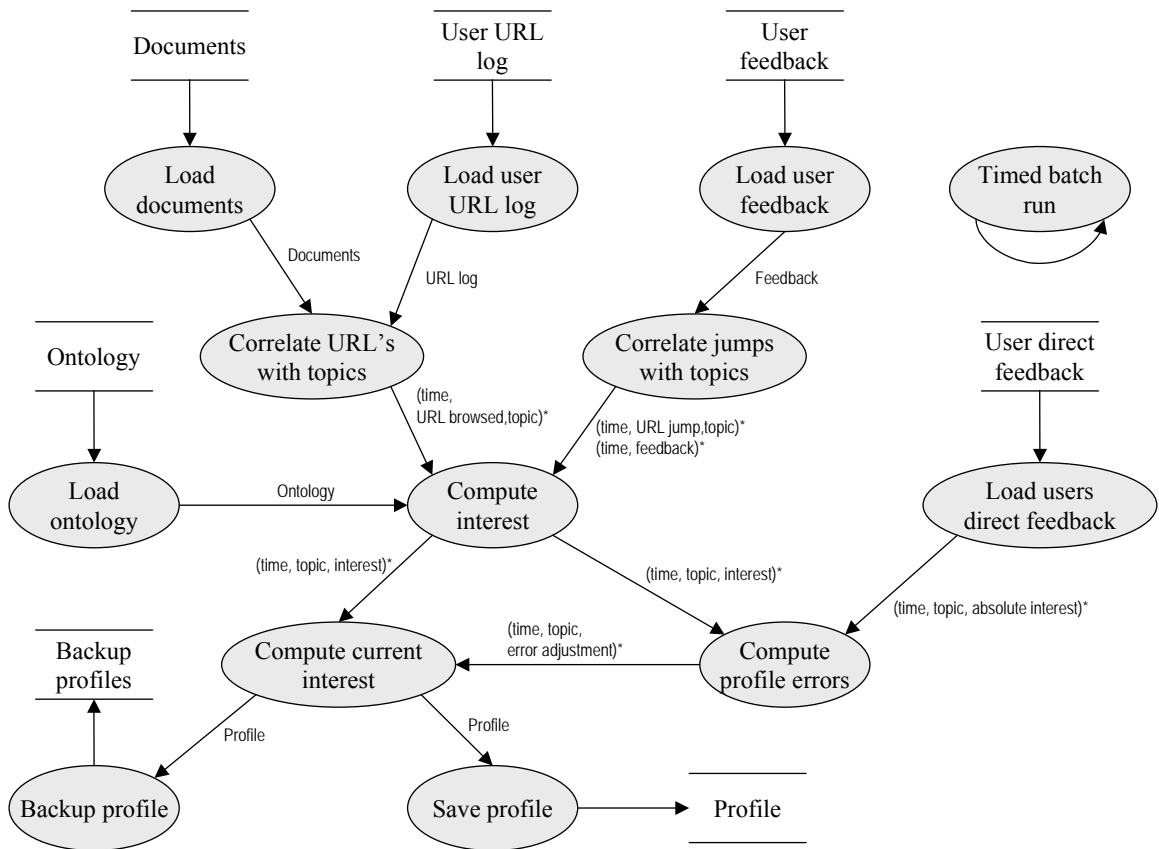 Documents
User URL
log
User
feedback
Load
documents
Load user
URL log
Load user
feedback
Timed batch
run
Documents
URL log
Feedback
Ontology
Correlate URL's
with topics
Correlate jumps
with topics
User direct
feedback
(time,
URL browsed,topic)*
(time, URL jump,topic)*
(time, feedback)*
Load
ontology
Ontology
Compute
interest
Load users
direct feedback
(time, topic, interest)*
(time, topic, interest)*
(time, topic, absolute interest)*
Backup
profiles
Compute current
interest
(time, topic,
error adjustment)*
Compute
profile errors
Profile
Profile
Backup profile
Save profile
Profile